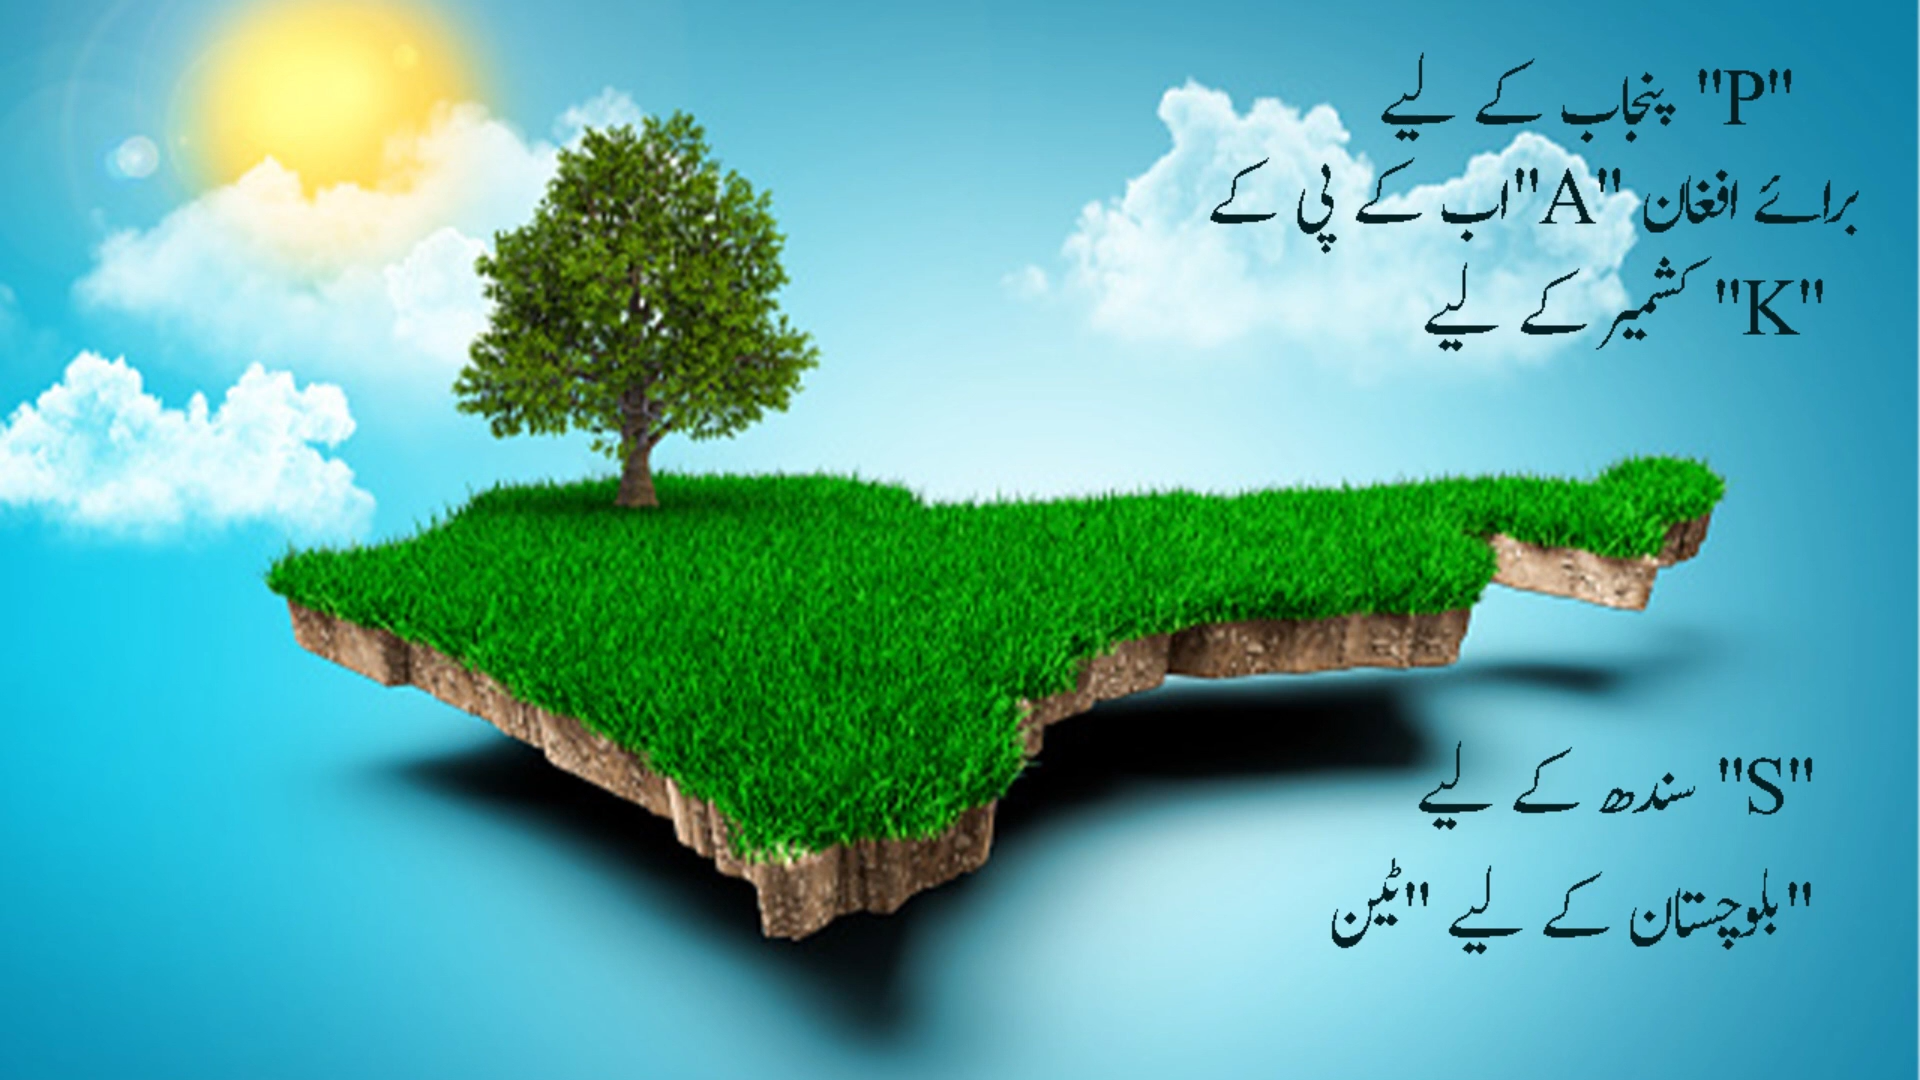 "P" پنجاب کے لیے
برائے افغان "A"اب کے پی کے
"K" کشمیر کے لیے
"S" سندھ کے لیے
"بلوچستان کے لیے "ٹین